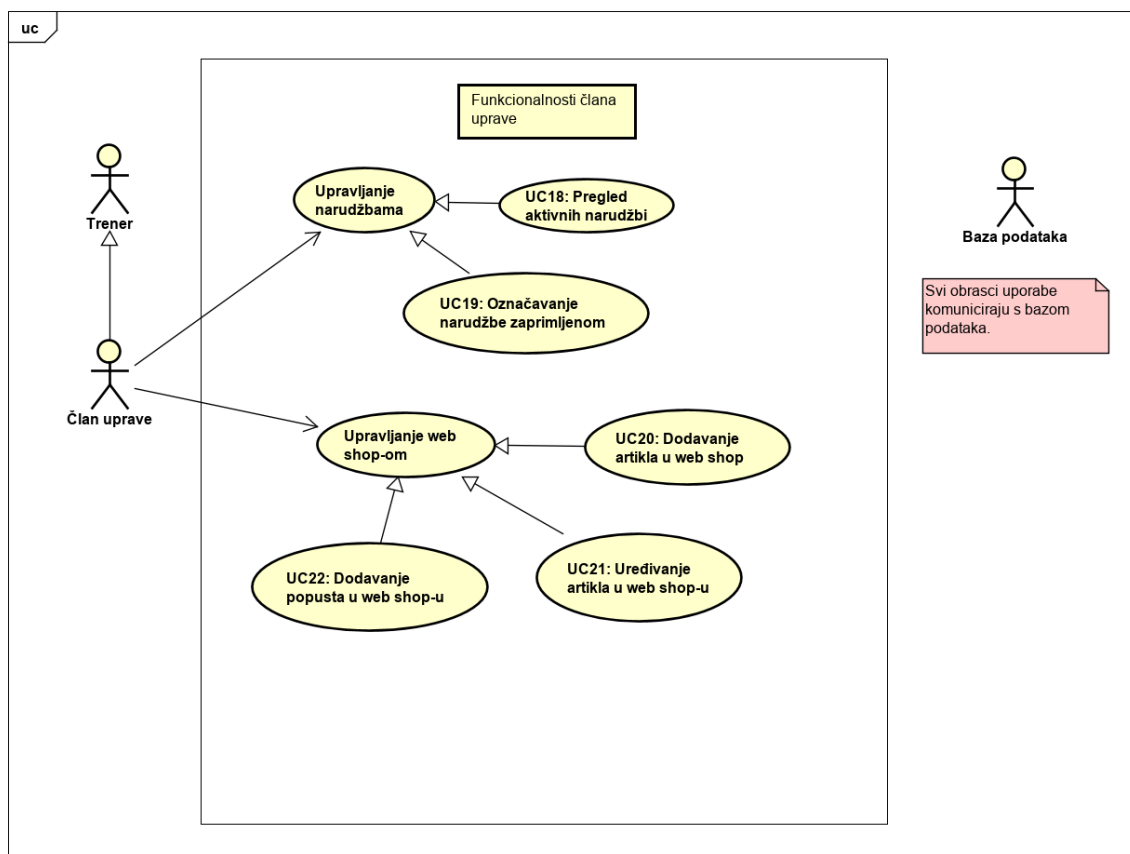 uc
Funkcionalnosti člana
uprave
Trener
Upravljanje
narudžbama
UC18: Pregled
aktivnih narudžbi
Baza podataka
UC19: Označavanje
narudžbe zaprimljenom
Svi obrasci uporabe
komuniciraju s bazom
podataka.
Član uprave
Upravljanje web
shop-om
UC20: Dodavanje
artikla u web shop
UC22: Dodavanje
popusta u web shop-u
UC21: Uređivanje
artikla u web shop-u